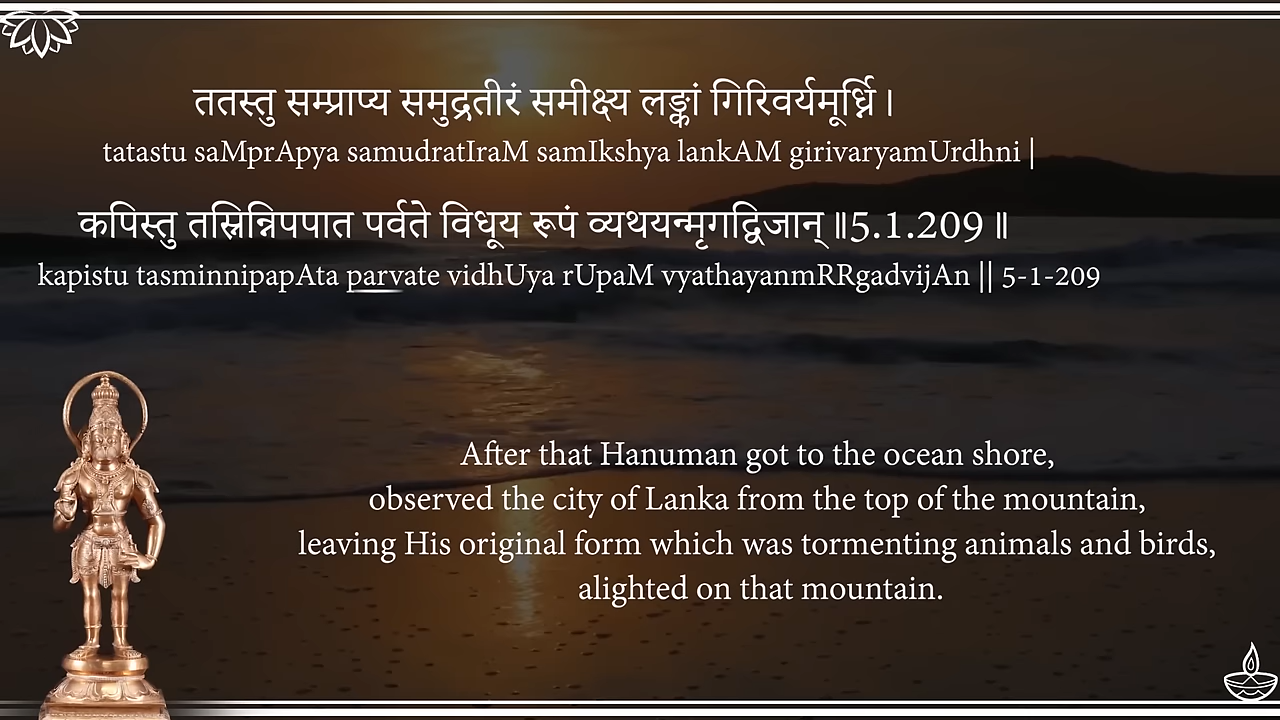 ततस्तु सम्प्राप्य समुद्रतीरं समीक्ष्य लङ्कां गिरिवर्यमूर्ध्नि ।
tatastu saMprApya samudratIraM samIkshya lankAM girivaryamUrdhni |
कपिस्तु तस्मिन्निपपात पर्वते विधूय रूपं व्यथयन्मृगद्विजान् ॥5.1.209॥
kapistu tasminnipapAta parvate vidhUya rUpaM vyathayanmRRgadvijAn || 5-1-209
After that Hanuman got to the ocean shore,
observed the city of Lanka from the top of the mountain,
leaving His original form which was tormenting animals and birds,
alighted on that mountain.